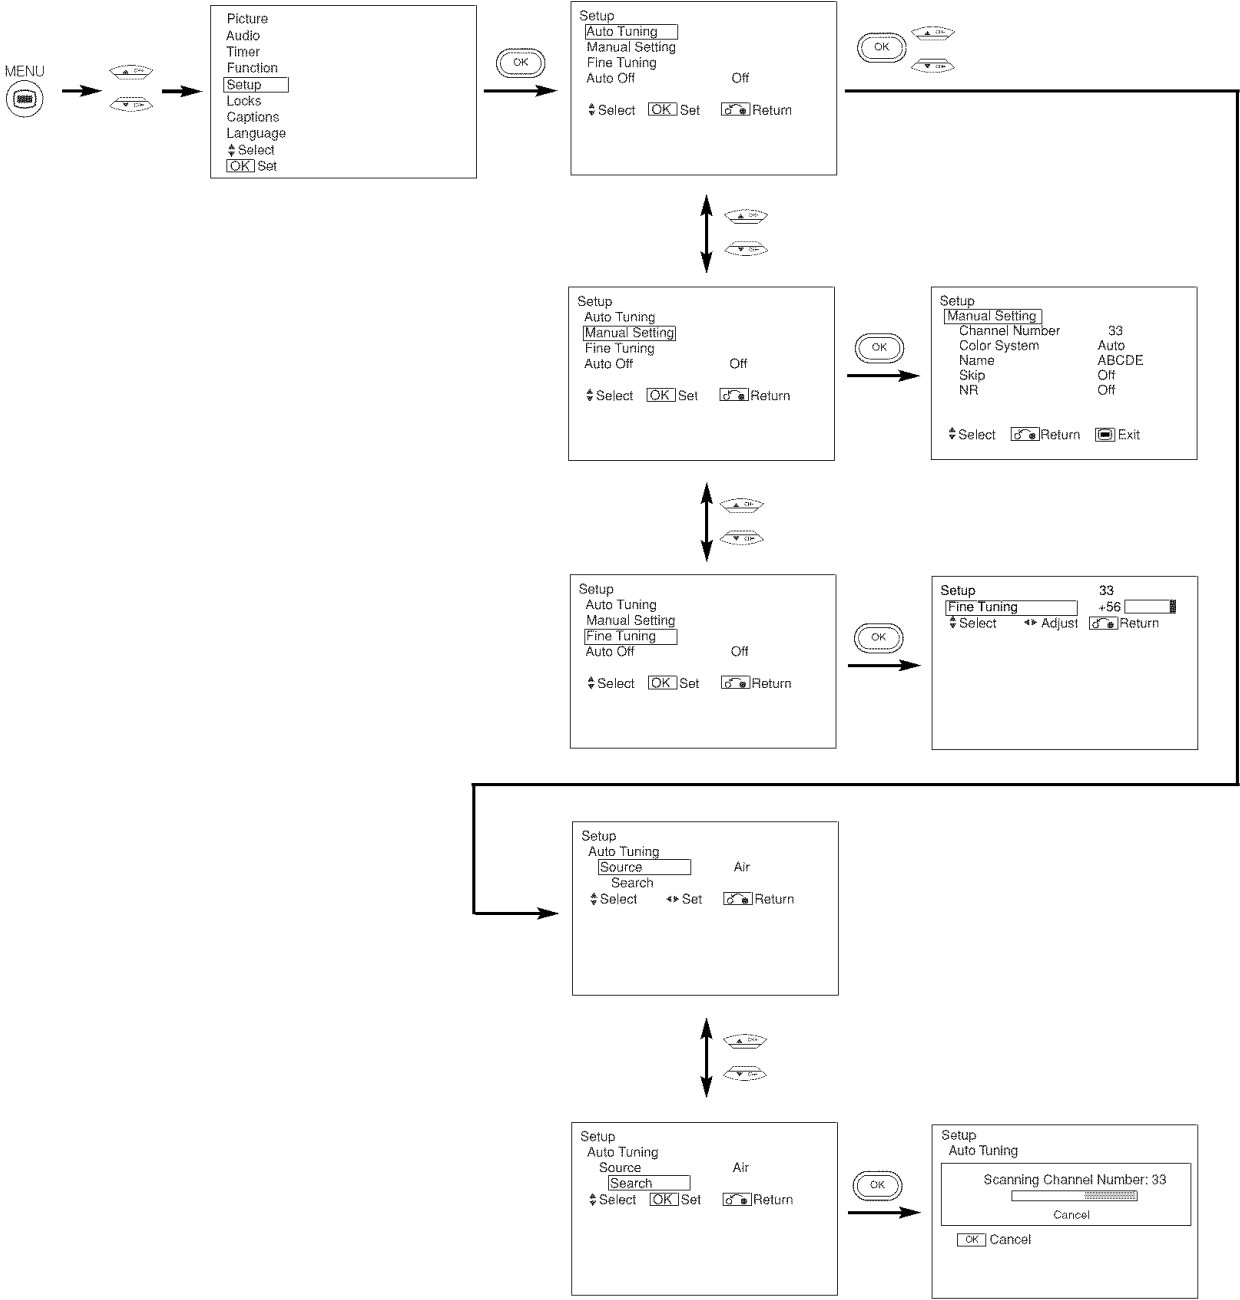 MENU
Picture
Audio
Timer
Function
Setup
Locks
Captions
Language
Select
OK Set
OK
Setup
Auto Tuning
Manual Setting
Fine Tuning
Auto Off Off
Select OK Set Return
OK
Setup
Auto Tuning
Manual Setting
Fine Tuning
Auto Off Off
Select OK Set Return
OK
Setup
Manual Setting
Channel Number 33
Color System Auto
Name ABCDE
Skip Off
NR Off
Select Return Exit
Setup
Auto Tuning
Manual Setting
Fine Tuning
Auto Off Off
Select OK Set Return
OK
Setup 33
Fine Tuning +56
Select Adjust Return
Setup
Auto Tuning
Source Air
Search
Select Set Return
Setup
Auto Tuning
Source Air
Search
Select OK Set Return
OK
Setup
Auto Tuning
Scanning Channel Number: 33
Cancel
OK Cancel